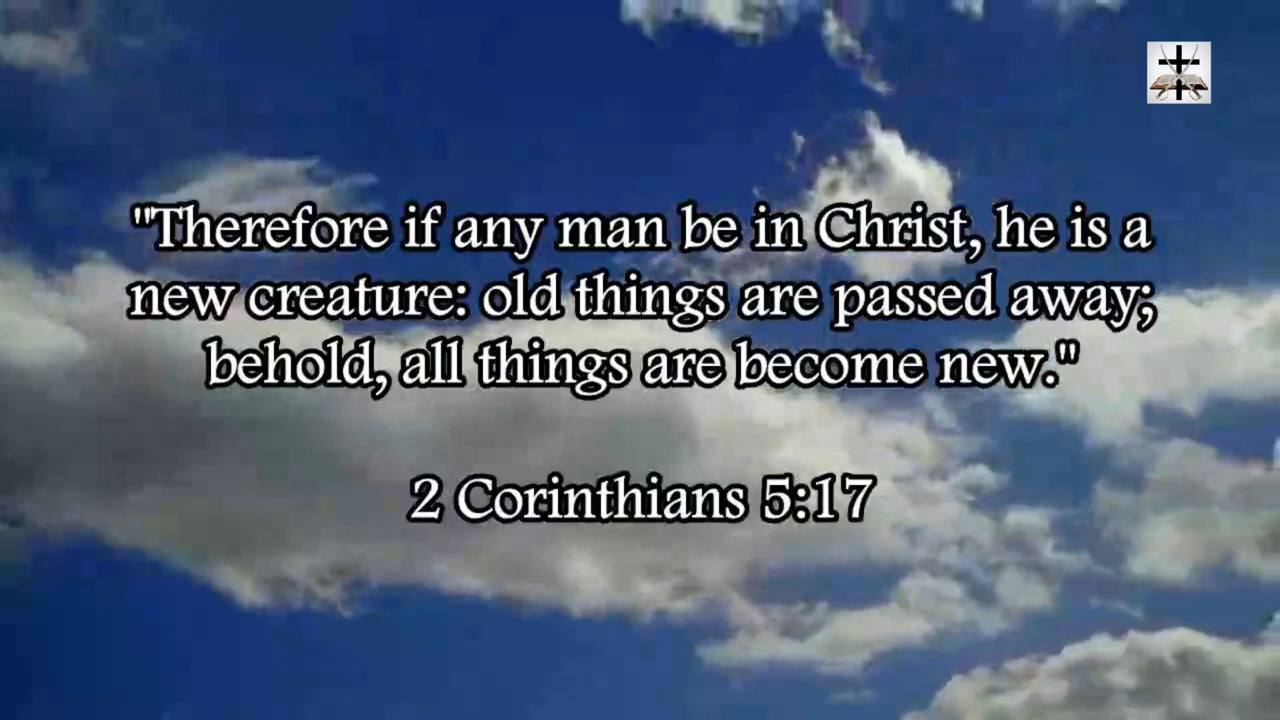 "Therefore if any man be in Christ, he is a
new creature: old things are passed away;
behold, all things are become new."
2 Corinthians 5:17